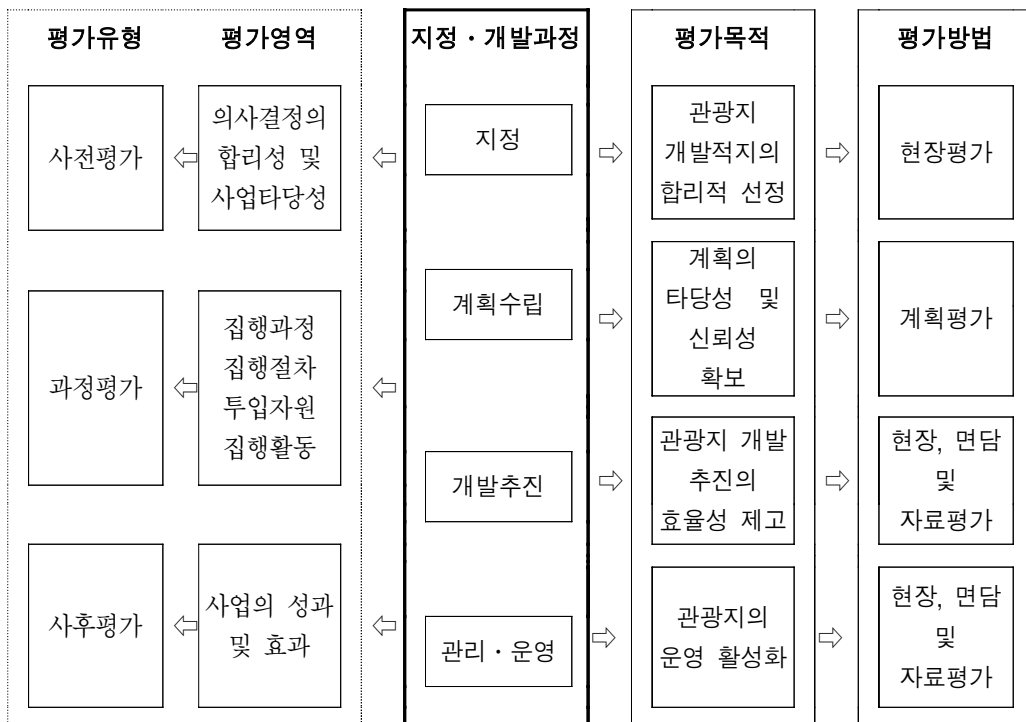 평가유형
평가영역
지정・개발과정
평가목적
평가방법
사전평가
의사결정의
합리성 및
사업타당성
지정
관광지
개발적지의
합리적 선정
현장평가
계획수립
계획의
타당성 및
신뢰성
확보
계획평가
과정평가
집행과정
집행절차
투입자원
집행활동
개발추진
관광지 개발
추진의
효율성 제고
현장, 면담
및
자료평가
사후평가
사업의 성과
및 효과
관리・운영
관광지의
운영 활성화
현장, 면담
및
자료평가